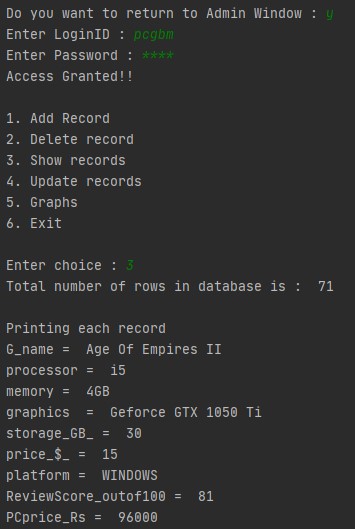 Do you want to return to Admin Window : y
Enter LoginID : pcgbm
Enter Password : ****
Access Granted!!
1. Add Record
2. Delete record
3. Show records
4. Update records
5. Graphs
6. Exit
Enter choice : 3
Total number of rows in database is :  71
Printing each record
G_name =  Age Of Empires II
processor =  i5
memory =  4GB
graphics  =  Geforce GTX 1050 Ti
storage_GB_ =  30
price_$_ =  15
platform =  WINDOWS
ReviewScore_outof100 =  81
PCprice_Rs =  96000